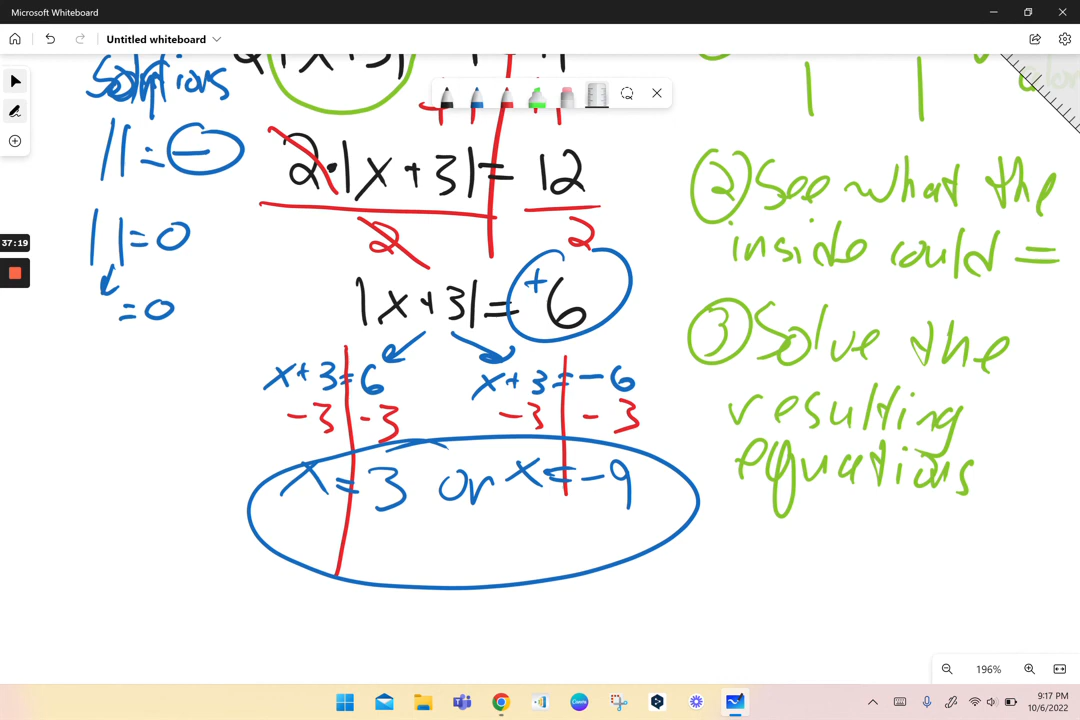 Microsoft Whiteboard
Untitled whiteboard
solutions
| | = −
| | = 0
= 0
37:19
2·|x+3| = 12
2 2
|x+3| = +6
x+3=6 x+3=-6
-3 -3 -3 -3
x=3 or x=-9
② See what the
inside could =
③ Solve the
resulting
equations
196%
9:17 PM
10/6/2022